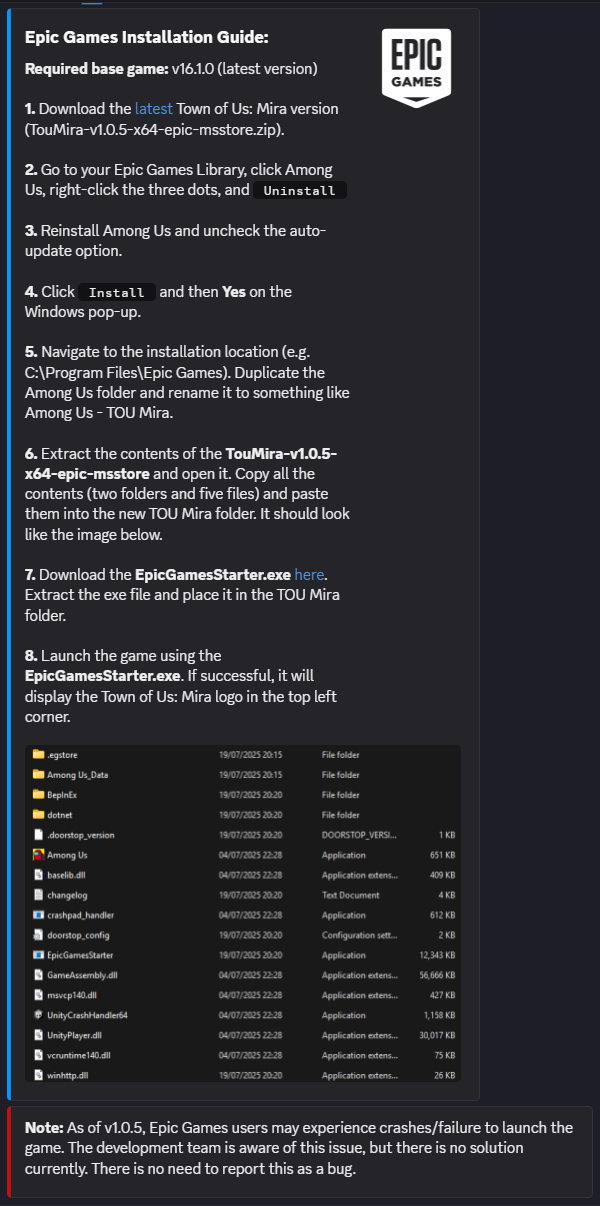 Epic Games Installation Guide:
EPIC
GAMES
Required base game: v16.1.0 (latest version)
1. Download the latest Town of Us: Mira version
(TouMira-v1.0.5-x64-epic-msstore.zip).
2. Go to your Epic Games Library, click Among
Us, right-click the three dots, and Uninstall
3. Reinstall Among Us and uncheck the auto-
update option.
4. Click Install and then Yes on the
Windows pop-up.
5. Navigate to the installation location (e.g.
C:\Program Files\Epic Games). Duplicate the
Among Us folder and rename it to something like
Among Us - TOU Mira.
6. Extract the contents of the TouMira-v1.0.5-
x64-epic-msstore and open it. Copy all the
contents (two folders and five files) and paste
them into the new TOU Mira folder. It should look
like the image below.
7. Download the EpicGamesStarter.exe here.
Extract the exe file and place it in the TOU Mira
folder.
8. Launch the game using the
EpicGamesStarter.exe. If successful, it will
display the Town of Us: Mira logo in the top left
corner.
.egstore 19/07/2025 20:15 File folder
Among Us_Data 19/07/2025 20:15 File folder
BepInEx 19/07/2025 20:20 File folder
dotnet 19/07/2025 20:20 File folder
.doorstop_version 19/07/2025 20:20 DOORSTOP_VERSI... 1 KB
Among Us 04/07/2025 22:28 Application 651 KB
baselib.dll 04/07/2025 22:28 Application extens... 409 KB
changelog 19/07/2025 20:20 Text Document 4 KB
crashpad_handler 04/07/2025 22:28 Application 612 KB
doorstop_config 19/07/2025 20:20 Configuration sett... 2 KB
EpicGamesStarter 19/07/2025 20:20 Application 12,343 KB
GameAssembly.dll 04/07/2025 22:28 Application extens... 56,666 KB
msvcp140.dll 04/07/2025 22:28 Application extens... 427 KB
UnityCrashHandler64 04/07/2025 22:28 Application 1,158 KB
UnityPlayer.dll 04/07/2025 22:28 Application extens... 30,017 KB
vcruntime140.dll 04/07/2025 22:28 Application extens... 75 KB
winhttp.dll 19/07/2025 20:20 Application extens... 26 KB
Note: As of v1.0.5, Epic Games users may experience crashes/failure to launch the
game. The development team is aware of this issue, but there is no solution
currently. There is no need to report this as a bug.